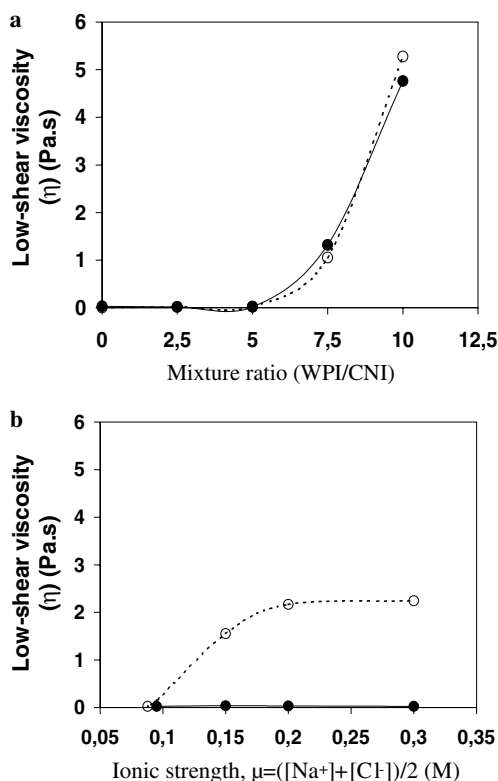 a
Low-shear viscosity
(η) (Pa.s)
6
5
4
3
2
1
0
0 2,5 5 7,5 10 12,5
Mixture ratio (WPI/CNI)
b
Low-shear viscosity
(η) (Pa.s)
6
5
4
3
2
1
0
0,05 0,1 0,15 0,2 0,25 0,3 0,35
Ionic strength, μ=([Na⁺]+[Cl⁻])/2 (M)